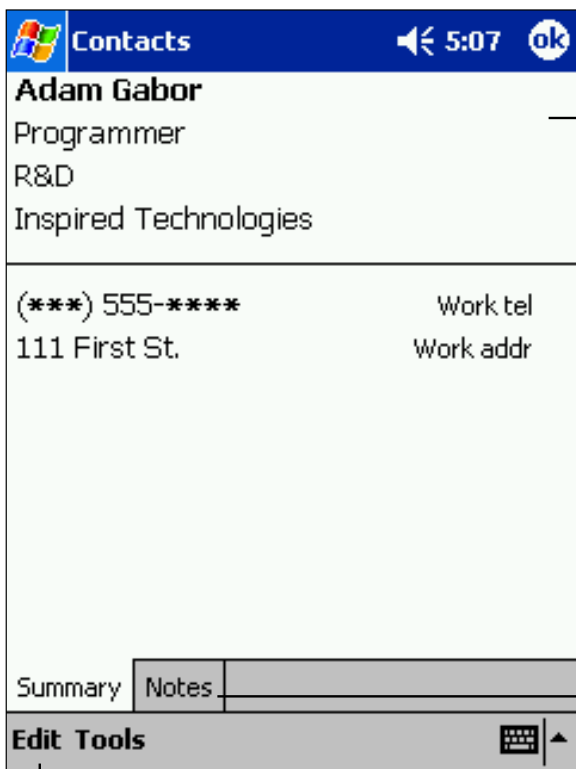 Contacts 5:07 ok
Adam Gabor
Programmer
R&D
Inspired Technologies
(***) 555-**** Work tel
111 First St. Work addr
Summary Notes
Edit Tools